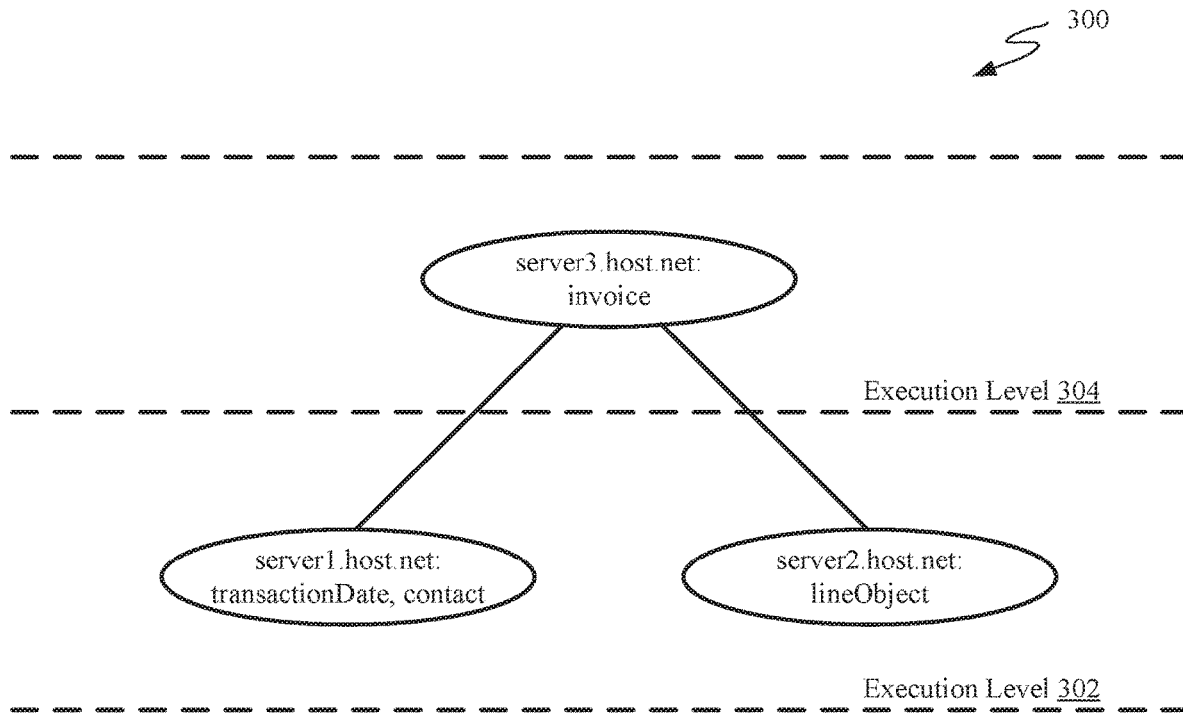 300
server3.host.net:
invoice
Execution Level 304
server1.host.net:
transactionDate, contact
server2.host.net:
lineObject
Execution Level 302